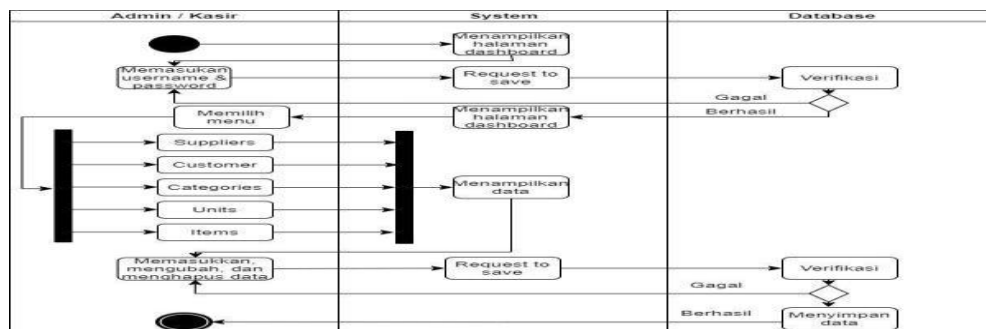 Admin / Kasir
System
Database
Menampilkan
halaman
dashboard
Memasukan
username &
password
Request to
save
Verifikasi
Gagal
Berhasil
Menampilkan
halaman
dashboard
Memilih
menu
Suppliers
Customer
Categories
Units
Items
Menampilkan
data
Memasukkan,
mengubah, dan
menghapus data
Request to
save
Verifikasi
Gagal
Berhasil
Menyimpan
data